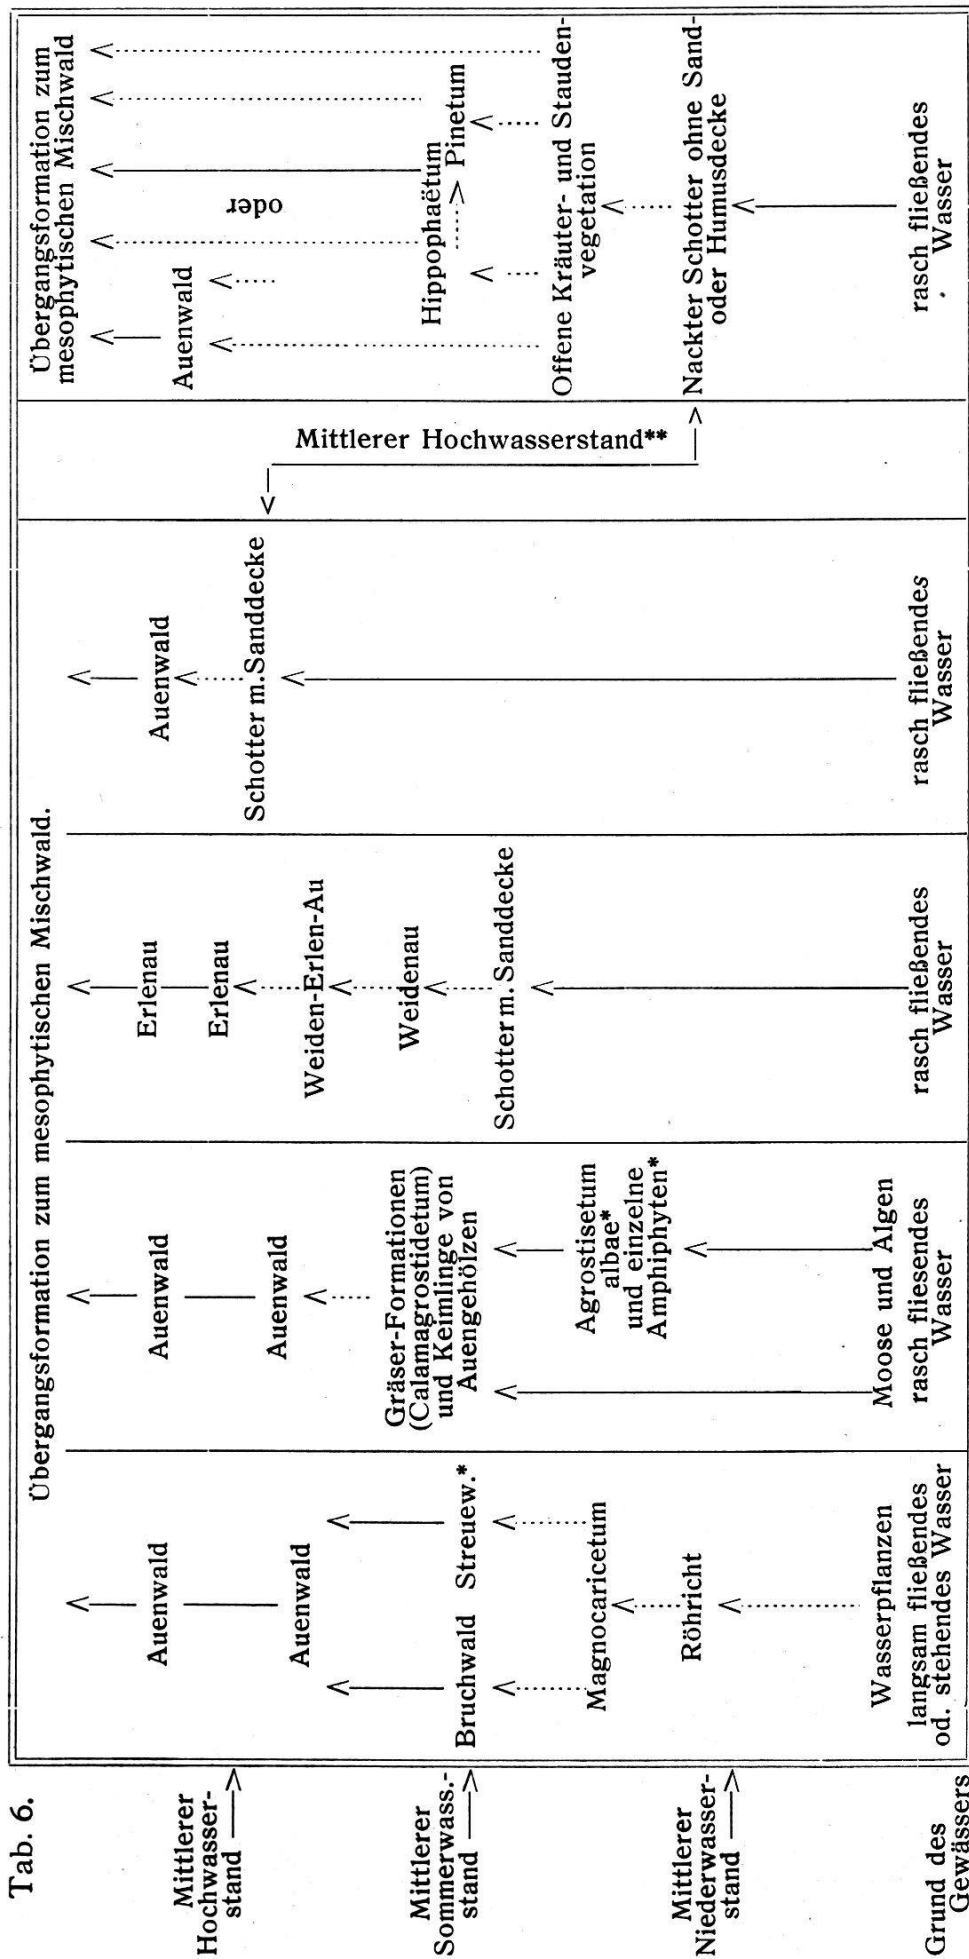 Tab. 6.
Mittlerer
Hochwasser-
stand
Mittlerer
Sommerwass.-
stand
Mittlerer
Niederwasser-
stand
Grund des
Gewässers
Übergangsformation zum mesophytischen Mischwald.
Auenwald
Auenwald
Bruchwald Streuew.*
Magnocaricetum
Röhricht
Wasserpflanzen
langsam fließendes
od. stehendes Wasser
Auenwald
Auenwald
Gräser-Formationen
(Calamagrostidetum)
und Keimlinge von
Auengehölzen
Agrostisetum
albae*
und einzelne
Amphiphyten*
Moose und Algen
rasch fliesendes
Wasser
Erlenau
Erlenau
Weiden-Erlen-Au
Weidenau
Schotter m. Sanddecke
rasch fließendes
Wasser
Auenwald
Schotter m. Sanddecke
rasch fließendes
Wasser
Mittlerer Hochwasserstand**
Übergangsformation zum
mesophytischen Mischwald
Auenwald
oder
Hippophaëtum
Pinetum
Offene Kräuter- und Stauden-
vegetation
Nackter Schotter ohne Sand-
oder Humusdecke
rasch fließendes
Wasser